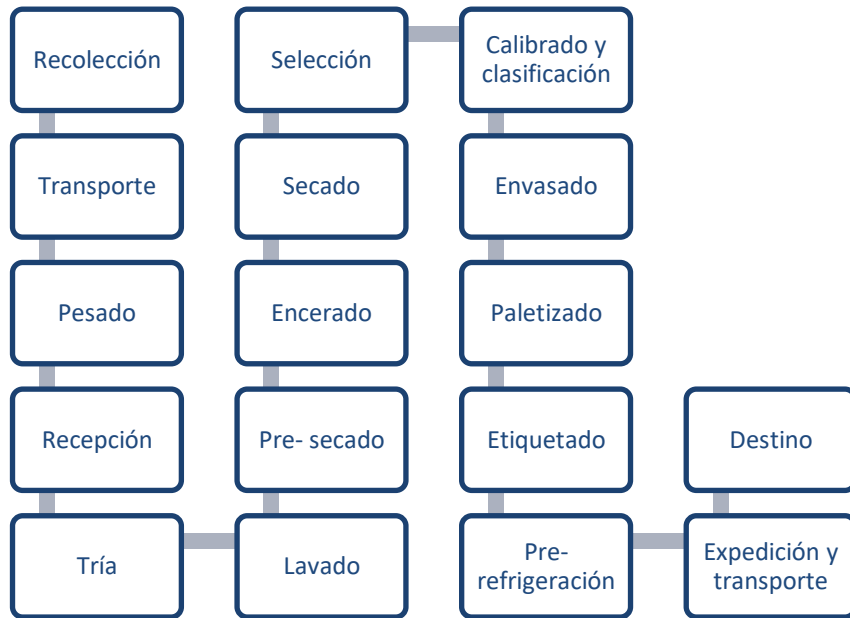 Recolección
Transporte
Pesado
Recepción
Tría
Lavado
Pre- secado
Encerado
Secado
Selección
Calibrado y
clasificación
Envasado
Paletizado
Etiquetado
Pre-
refrigeración
Expedición y
transporte
Destino